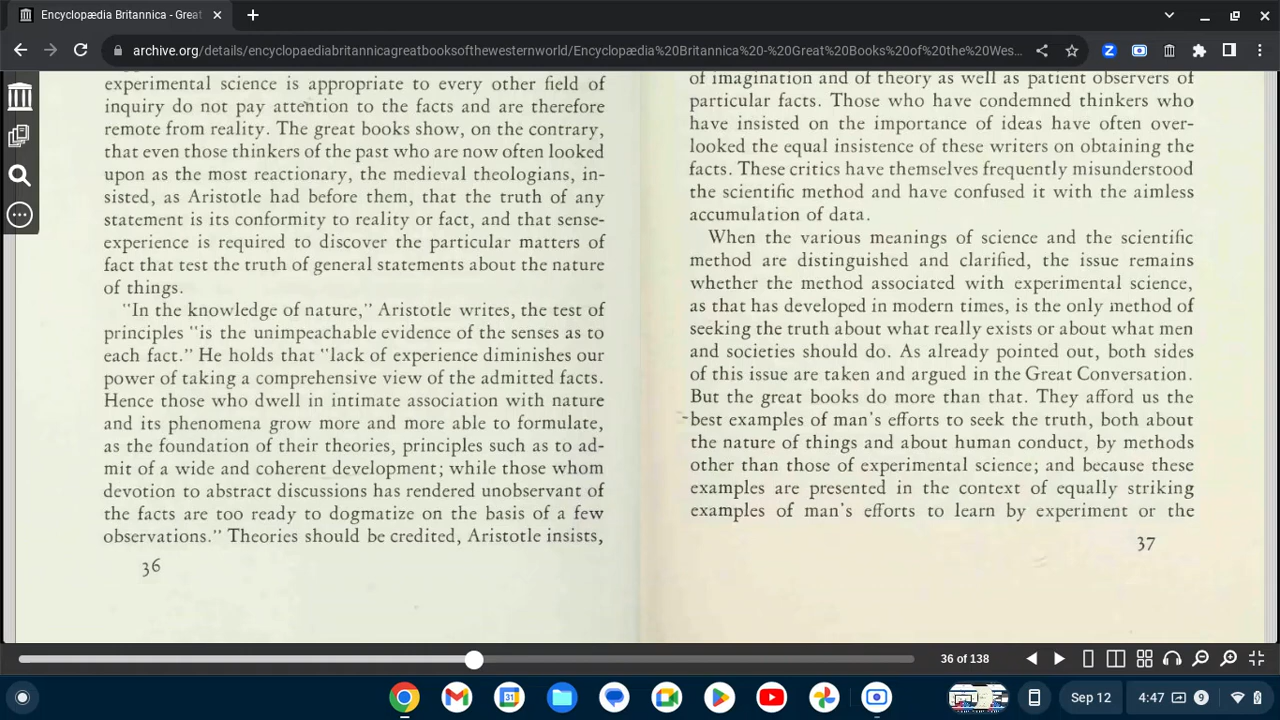 Encyclopædia Britannica - Great
archive.org/details/encyclopaediabritannicagreatbooksofthewesternworld/Encyclopædia%20Britannica%20-%20Great%20Books%20of%20the%20Wes...
experimental science is appropriate to every other field of
inquiry do not pay attention to the facts and are therefore
remote from reality. The great books show, on the contrary,
that even those thinkers of the past who are now often looked
upon as the most reactionary, the medieval theologians, in-
sisted, as Aristotle had before them, that the truth of any
statement is its conformity to reality or fact, and that sense-
experience is required to discover the particular matters of
fact that test the truth of general statements about the nature
of things.
"In the knowledge of nature," Aristotle writes, the test of
principles "is the unimpeachable evidence of the senses as to
each fact." He holds that "lack of experience diminishes our
power of taking a comprehensive view of the admitted facts.
Hence those who dwell in intimate association with nature
and its phenomena grow more and more able to formulate,
as the foundation of their theories, principles such as to ad-
mit of a wide and coherent development; while those whom
devotion to abstract discussions has rendered unobservant of
the facts are too ready to dogmatize on the basis of a few
observations." Theories should be credited, Aristotle insists,
36
of imagination and of theory as well as patient observers of
particular facts. Those who have condemned thinkers who
have insisted on the importance of ideas have often over-
looked the equal insistence of these writers on obtaining the
facts. These critics have themselves frequently misunderstood
the scientific method and have confused it with the aimless
accumulation of data.
When the various meanings of science and the scientific
method are distinguished and clarified, the issue remains
whether the method associated with experimental science,
as that has developed in modern times, is the only method of
seeking the truth about what really exists or about what men
and societies should do. As already pointed out, both sides
of this issue are taken and argued in the Great Conversation.
But the great books do more than that. They afford us the
best examples of man's efforts to seek the truth, both about
the nature of things and about human conduct, by methods
other than those of experimental science; and because these
examples are presented in the context of equally striking
examples of man's efforts to learn by experiment or the
37
36 of 138
31
Sep 12
4:47
9